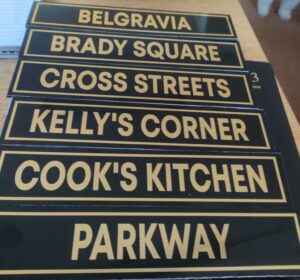 BELGRAVIA
BRADY SQUARE
CROSS STREETS
3
KELLY'S CORNER
COOK'S KITCHEN
PARKWAY